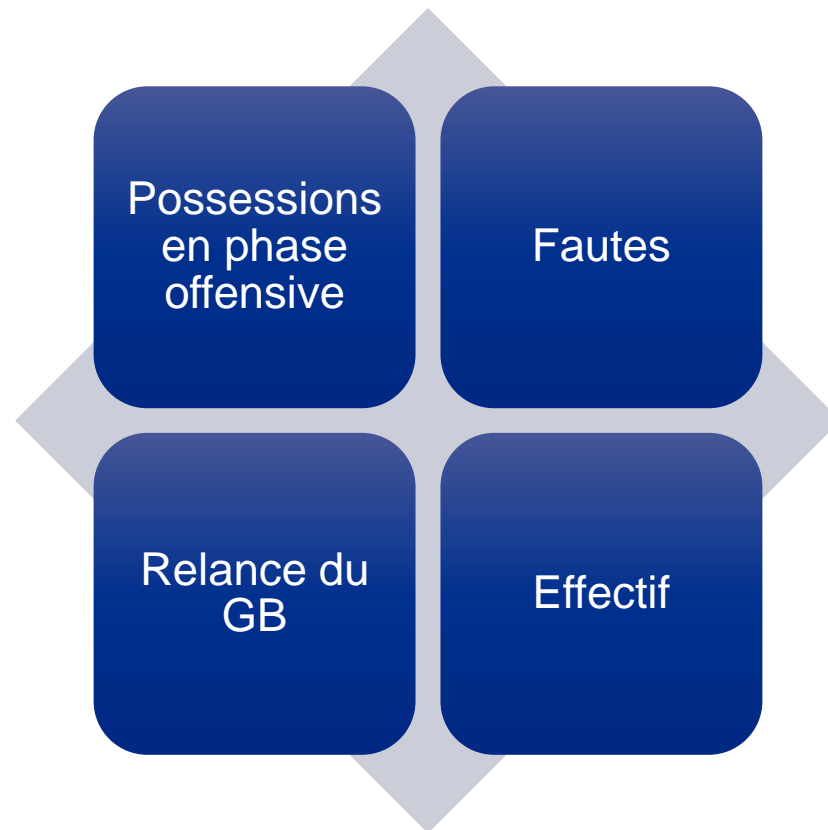 Possessions
en phase
offensive
Fautes
Relance du
GB
Effectif